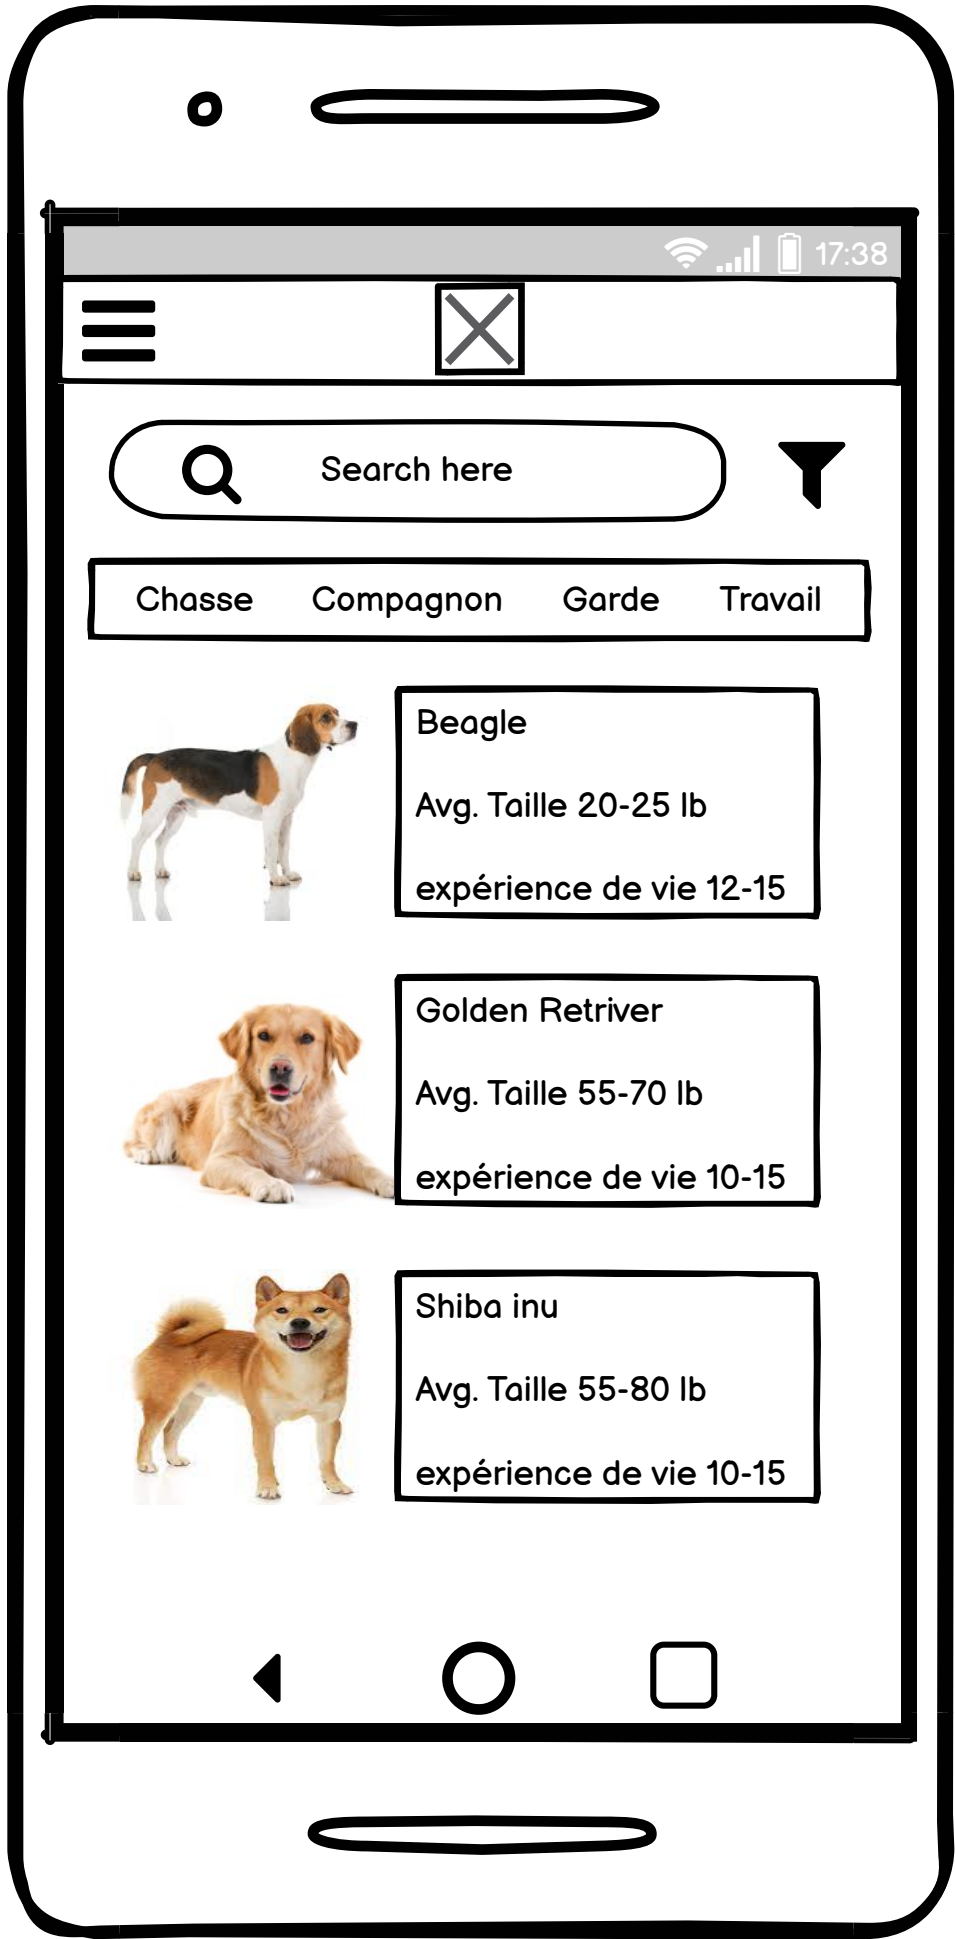 17:38
Search here
Chasse Compagnon Garde Travail
Beagle
Avg. Taille 20-25 lb
expérience de vie 12-15
Golden Retriver
Avg. Taille 55-70 lb
expérience de vie 10-15
Shiba inu
Avg. Taille 55-80 lb
expérience de vie 10-15